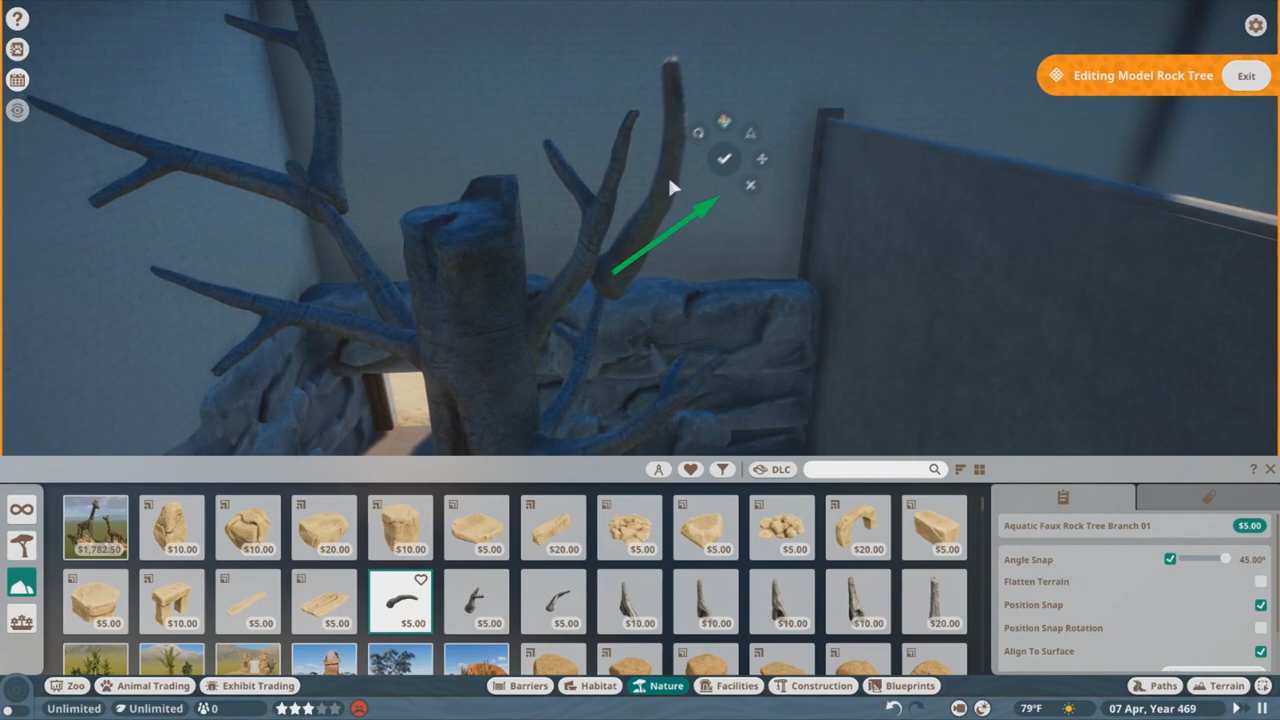 ?
Editing Model Rock Tree
Exit
DLC
? ×
$1,782.50
$10.00
$10.00
$20.00
$10.00
$5.00
$20.00
$5.00
$5.00
$5.00
$20.00
$5.00
$5.00
$10.00
$5.00
$5.00
$5.00
$5.00
$5.00
$10.00
$10.00
$10.00
$10.00
$20.00
Aquatic Faux Rock Tree Branch 01 $5.00
Angle Snap 45.00°
Flatten Terrain
Position Snap
Position Snap Rotation
Align To Surface
Zoo Animal Trading Exhibit Trading Barriers Habitat Nature Facilities Construction Blueprints Paths Terrain
Unlimited Unlimited 0 79°F 07 Apr, Year 469